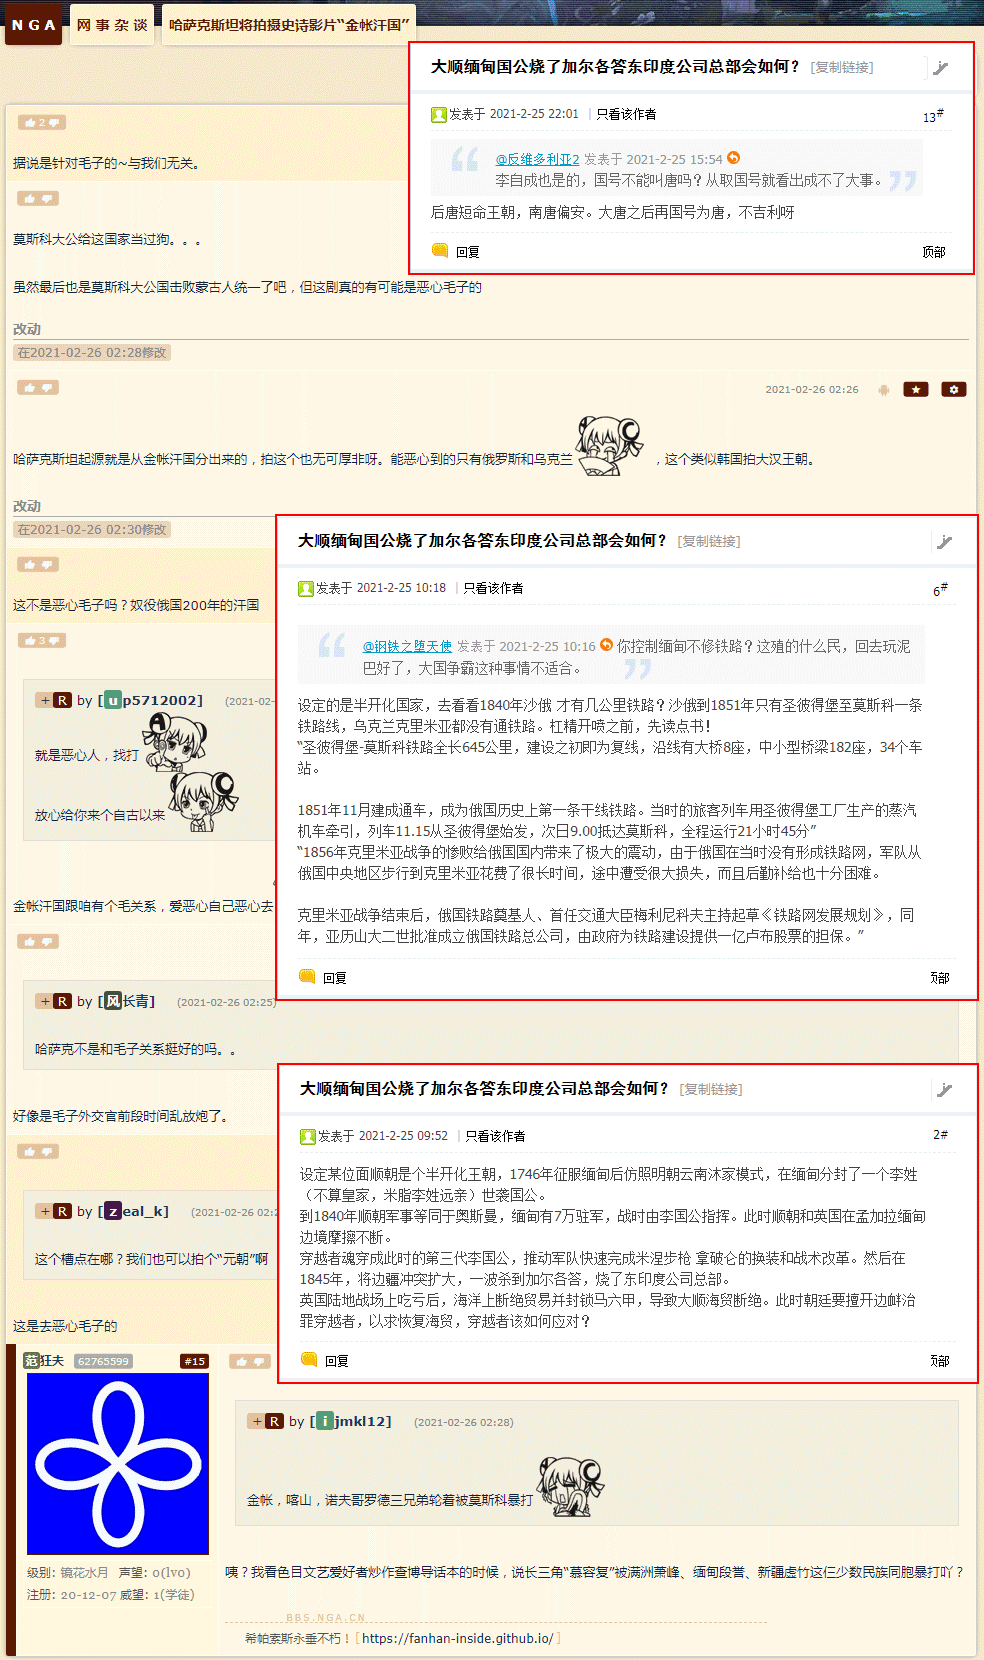 NGA
网事杂谈
哈萨克斯坦将拍摄史诗影片“金帐汗国”
2
据说是针对毛子的~与我们无关。
莫斯科大公给这国家当过狗。。。
虽然最后也是莫斯科大公国击败蒙古人统一了吧，但这剧真的有可能是恶心毛子的
改动
在2021-02-26 02:28修改
大顺缅甸国公烧了加尔各答东印度公司总部会如何？ [复制链接]
发表于 2021-2-25 22:01 | 只看该作者
13#
@反维多利亚2 发表于 2021-2-25 15:54
李自成也是的，国号不能叫唐吗？从取国号就看出成不了大事。
后唐短命王朝，南唐偏安。大唐之后再国号为唐，不吉利呀
回复
顶部
2021-02-26 02:26
哈萨克斯坦起源就是从金帐汗国分出来的，拍这个也无可厚非呀。能恶心到的只有俄罗斯和乌克兰 ，这个类似韩国拍大汉王朝。
改动
在2021-02-26 02:30修改
这不是恶心毛子吗？奴役俄国200年的汗国
3
+ R by [up5712002] (2021-02-
就是恶心人，找打
放心给你来个自古以来
金帐汗国跟咱有个毛关系，爱恶心自己恶心去
大顺缅甸国公烧了加尔各答东印度公司总部会如何？ [复制链接]
发表于 2021-2-25 10:18 | 只看该作者
6#
@钢铁之堕天使 发表于 2021-2-25 10:16 你控制缅甸不修铁路？这殖的什么民，回去玩泥
巴好了，大国争霸这种事情不适合。
设定的是半开化国家，去看看1840年沙俄 才有几公里铁路？沙俄到1851年只有圣彼得堡至莫斯科一条
铁路线，乌克兰克里米亚都没有通铁路。杠精开喷之前，先读点书！
“圣彼得堡-莫斯科铁路全长645公里，建设之初即为复线，沿线有大桥8座，中小型桥梁182座，34个车
站。
1851年11月建成通车，成为俄国历史上第一条干线铁路。当时的旅客列车用圣彼得堡工厂生产的蒸汽
机车牵引，列车11.15从圣彼得堡始发，次日9.00抵达莫斯科，全程运行21小时45分”
“1856年克里米亚战争的惨败给俄国国内带来了极大的震动，由于俄国在当时没有形成铁路网，军队从
俄国中央地区步行到克里米亚花费了很长时间，途中遭受很大损失，而且后勤补给也十分困难。
克里米亚战争结束后，俄国铁路奠基人、首任交通大臣梅利尼科夫主持起草《铁路网发展规划》，同
年，亚历山大二世批准成立俄国铁路总公司，由政府为铁路建设提供一亿卢布股票的担保。”
回复
顶部
+ R by [风长青] (2021-02-26 02:25)
哈萨克不是和毛子关系挺好的吗。。
好像是毛子外交官前段时间乱放炮了。
+ R by [zeal_k] (2021-02-26 02:2
这个槽点在哪？我们也可以拍个“元朝”啊
这是去恶心毛子的
大顺缅甸国公烧了加尔各答东印度公司总部会如何？ [复制链接]
发表于 2021-2-25 09:52 | 只看该作者
2#
设定某位面顺朝是个半开化王朝，1746年征服缅甸后仿照明朝云南沐家模式，在缅甸分封了一个李姓
（不算皇家，米脂李姓远亲）世袭国公。
到1840年顺朝军事等同于奥斯曼，缅甸有7万驻军，战时由李国公指挥。此时顺朝和英国在孟加拉缅甸
边境摩擦不断。
穿越者魂穿成此时的第三代李国公，推动军队快速完成米涅步枪 拿破仑的换装和战术改革。然后在
1845年，将边疆冲突扩大，一波杀到加尔各答，烧了东印度公司总部。
英国陆地战场上吃亏后，海洋上断绝贸易并封锁马六甲，导致大顺海贸断绝。此时朝廷要擅开边衅治
罪穿越者，以求恢复海贸，穿越者该如何应对？
回复
顶部
范狂夫 62765599 #15
级别: 镜花水月 声望: 0(lv0)
注册: 20-12-07 威望: 1(学徒)
+ R by [ijmkl12] (2021-02-26 02:28)
金帐，喀山，诺夫哥罗德三兄弟轮着被莫斯科暴打
咦？我看色目文艺爱好者炒作查博导话本的时候，说长三角“慕容复”被满洲萧峰、缅甸段誉、新疆虚竹这仨少数民族同胞暴打吖？
BBS.NGA.CN
希帕索斯永垂不朽！[ https://fanhan-inside.github.io/ ]